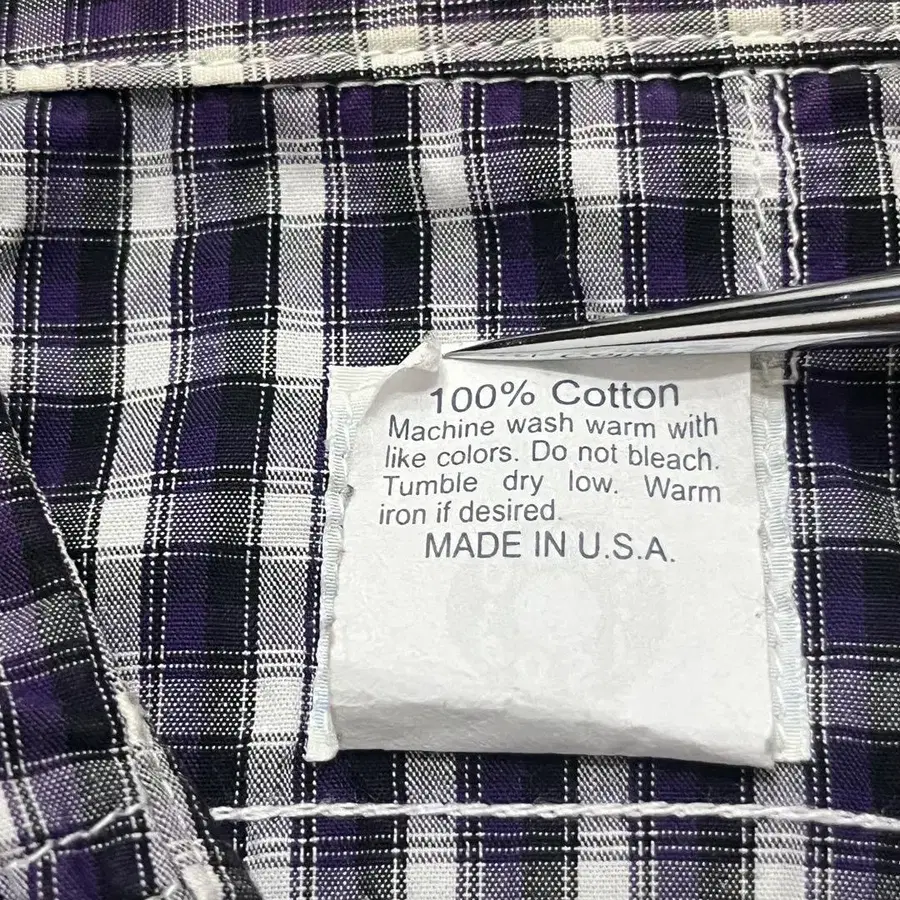 100% Cotton
Machine wash warm with
like colors. Do not bleach.
Tumble dry low. Warm
iron if desired.
MADE IN U.S.A.